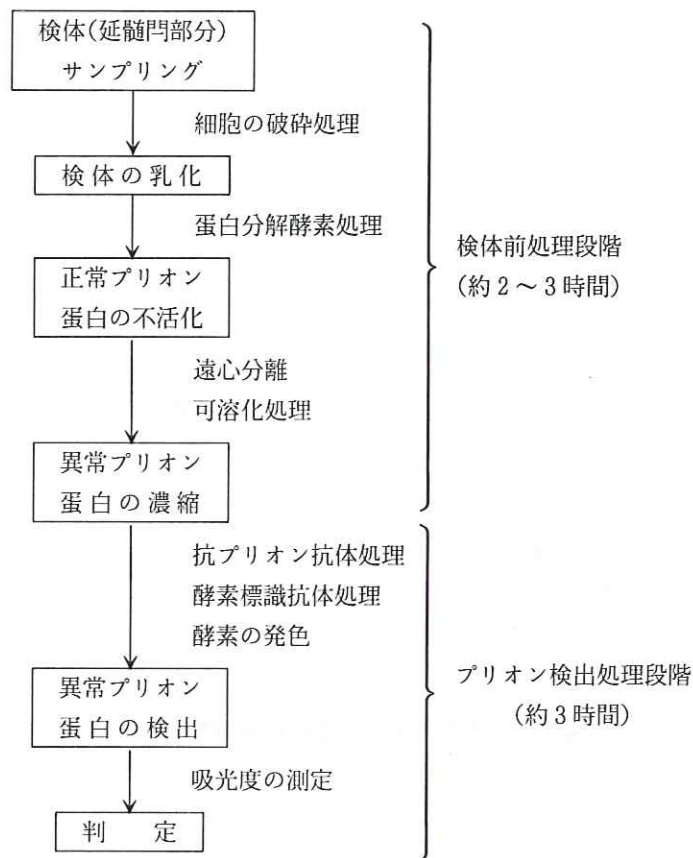 検体(延髄閂部分)
サンプリング
細胞の破砕処理
検体の乳化
蛋白分解酵素処理
正常プリオン
蛋白の不活化
検体前処理段階
(約2～3時間)
遠心分離
可溶化処理
異常プリオン
蛋白の濃縮
抗プリオン抗体処理
酵素標識抗体処理
酵素の発色
異常プリオン
蛋白の検出
プリオン検出処理段階
(約3時間)
吸光度の測定
判　定